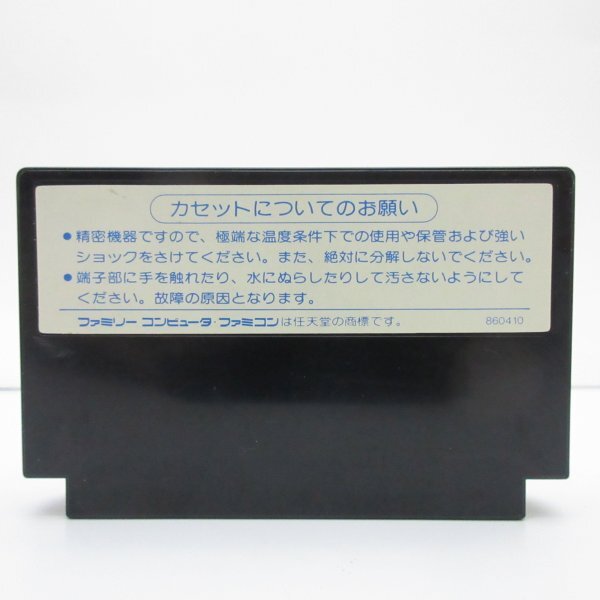 カセットについてのお願い
●精密機器ですので、極端な温度条件下での使用や保管および強い
ショックをさけてください。また、絶対に分解しないでください。
●端子部に手を触れたり、水にぬらしたりして汚さないようにして
ください。故障の原因となります。
ファミリー コンピュータ・ファミコンは任天堂の商標です。 860410